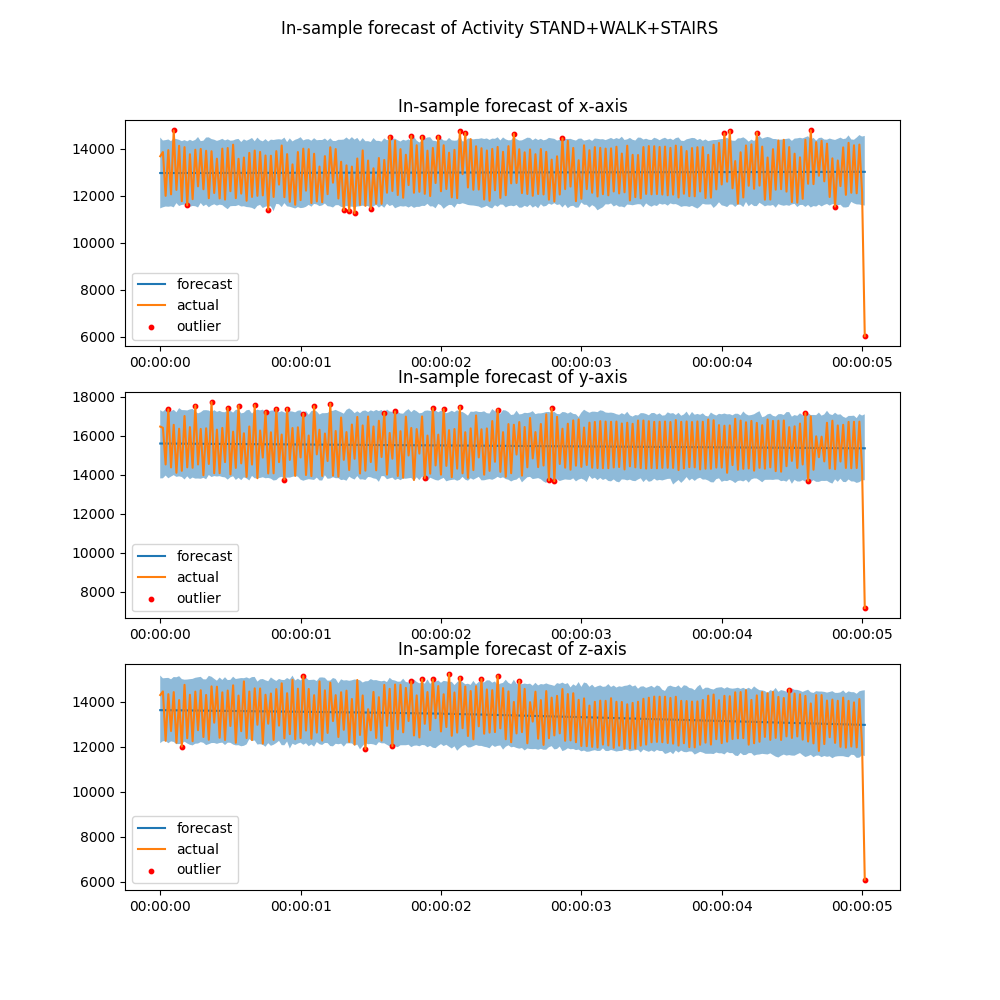 In-sample forecast of Activity STAND+WALK+STAIRS
In-sample forecast of x-axis
14000
12000
10000
8000
6000
forecast
actual
outlier
00:00:00 00:00:01 00:00:02 00:00:03 00:00:04 00:00:05
In-sample forecast of y-axis
18000
16000
14000
12000
10000
8000
forecast
actual
outlier
00:00:00 00:00:01 00:00:02 00:00:03 00:00:04 00:00:05
In-sample forecast of z-axis
14000
12000
10000
8000
6000
forecast
actual
outlier
00:00:00 00:00:01 00:00:02 00:00:03 00:00:04 00:00:05